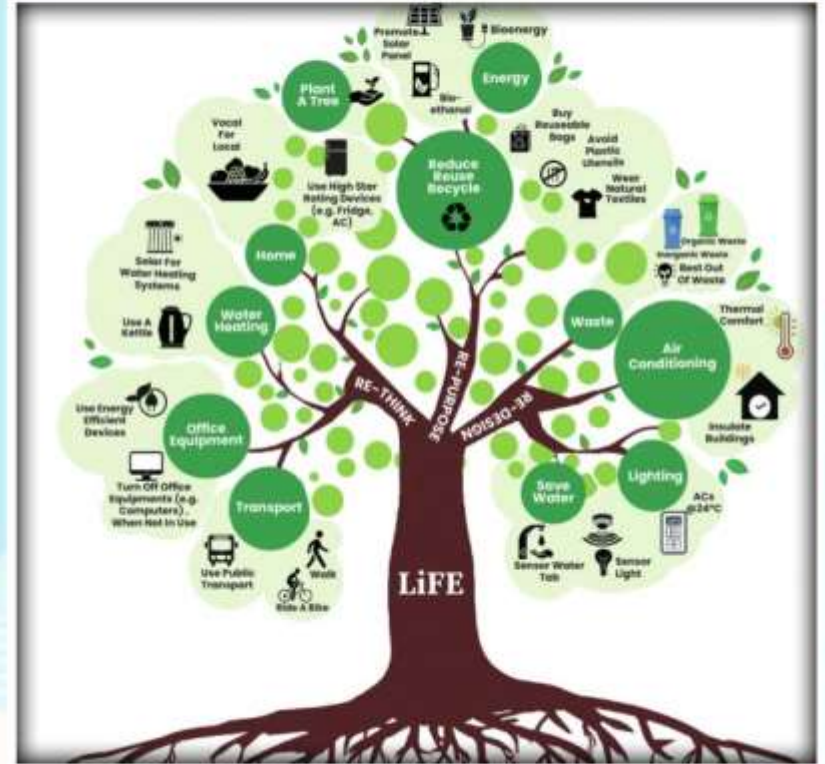 Promote
Solar
Panel
Bioenergy
Energy
Bio-
ethanol
Plant
A Tree
Vocal
For
Local
Use High Star
Rating Devices
(e.g. Fridge,
AC)
Reduce
Reuse
Recycle
Buy
Reuseable
Bags
Avoid
Plastic
Utensils
Wear
Natural
Textiles
Home
Solar For
Water Heating
Systems
Use A
Kettle
Water
Heating
Organic Waste
Inorganic Waste
Best Out
Of Waste
Waste
Thermal
Comfort
Air
Conditioning
Insulate
Buildings
RE-THINK
RE-PURPOSE
RE-DESIGN
Use Energy
Efficient
Devices
Office
Equipment
Turn Off Office
Equipments (e.g.
Computers).
When Not In Use
Transport
Use Public
Transport
Walk
Ride A Bike
Save
Water
Lighting
ACs
@24°C
Sensor Water
Tab
Sensor
Light
LiFE